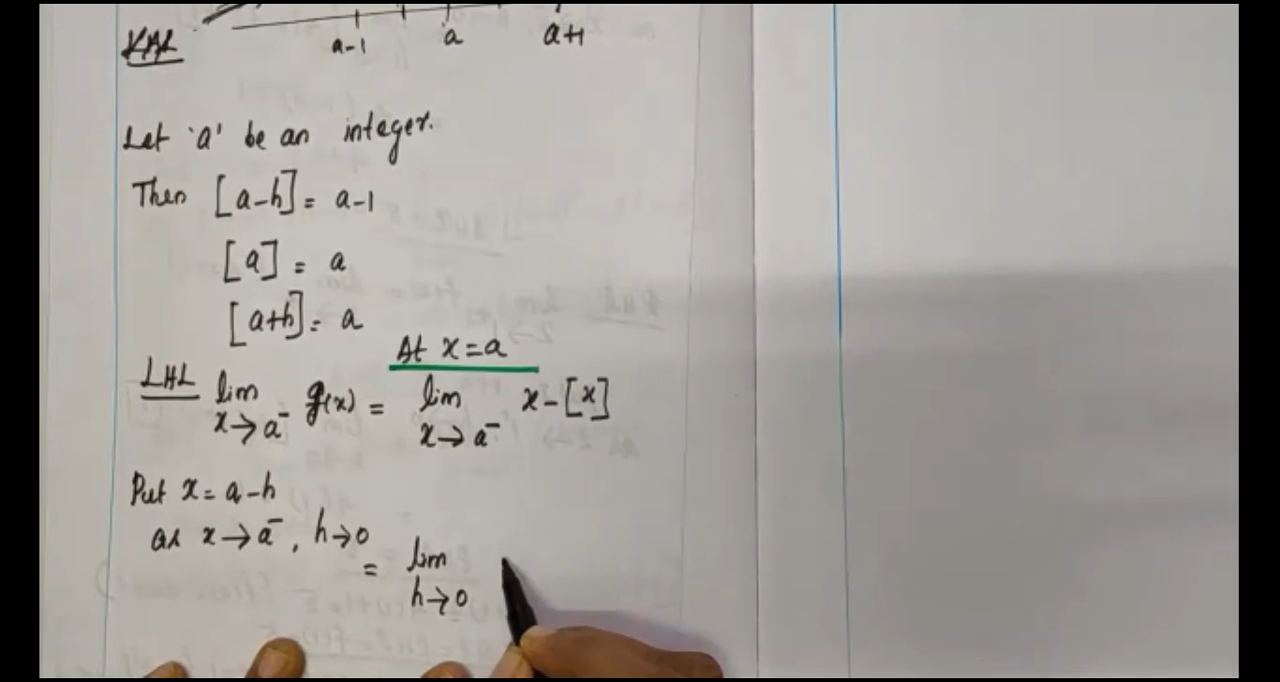 a-1 a a+1
Let 'a' be an integer.
Then [a-h] = a-1
[a] = a
[a+h] = a
At x=a
LHL lim x→a⁻ g(x) = lim x→a⁻ x-[x]
Put x = a-h
as x→a⁻, h→0
= lim h→0